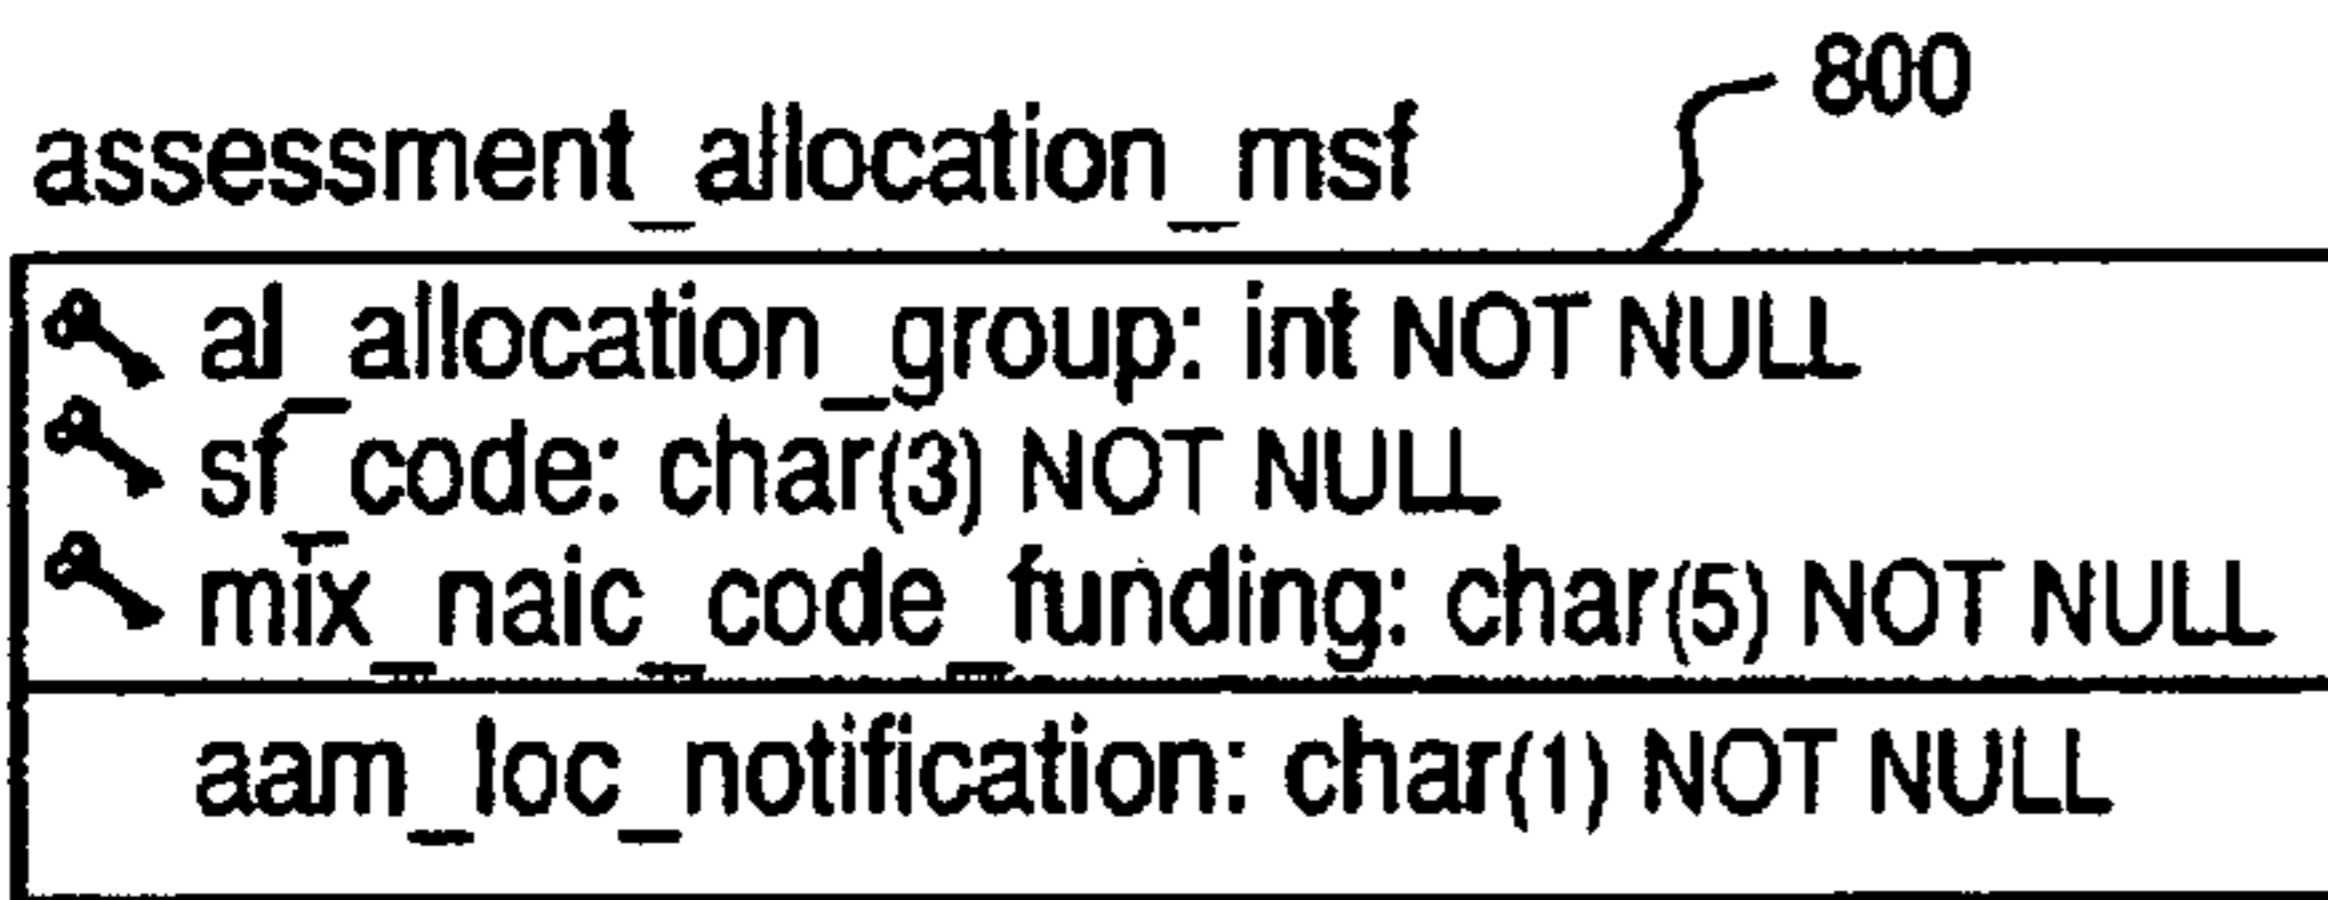 800
assessment_allocation_msf
al_allocation_group: int NOT NULL
sf_code: char(3) NOT NULL
mix_naic_code_funding: char(5) NOT NULL
aam_loc_notification: char(1) NOT NULL